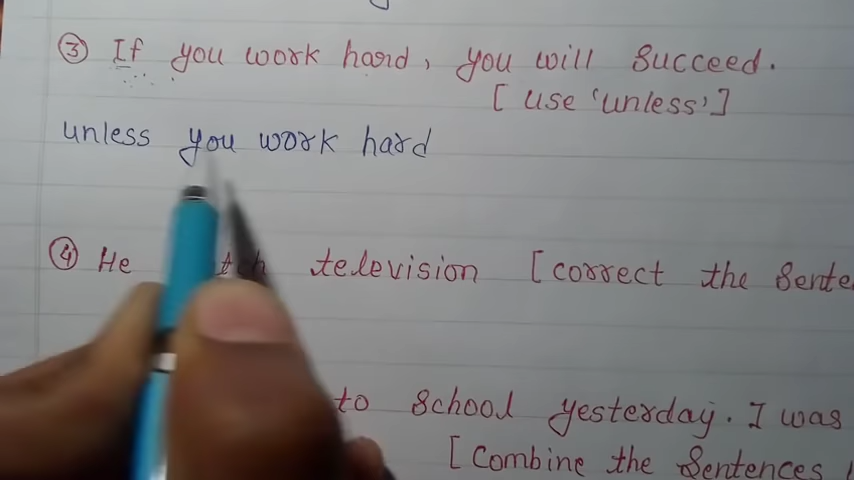 ③ If you work hard, you will succeed.
[use 'unless']
unless you work hard
④ He television [correct the
to school yesterday. I was
[Combine the Sentences